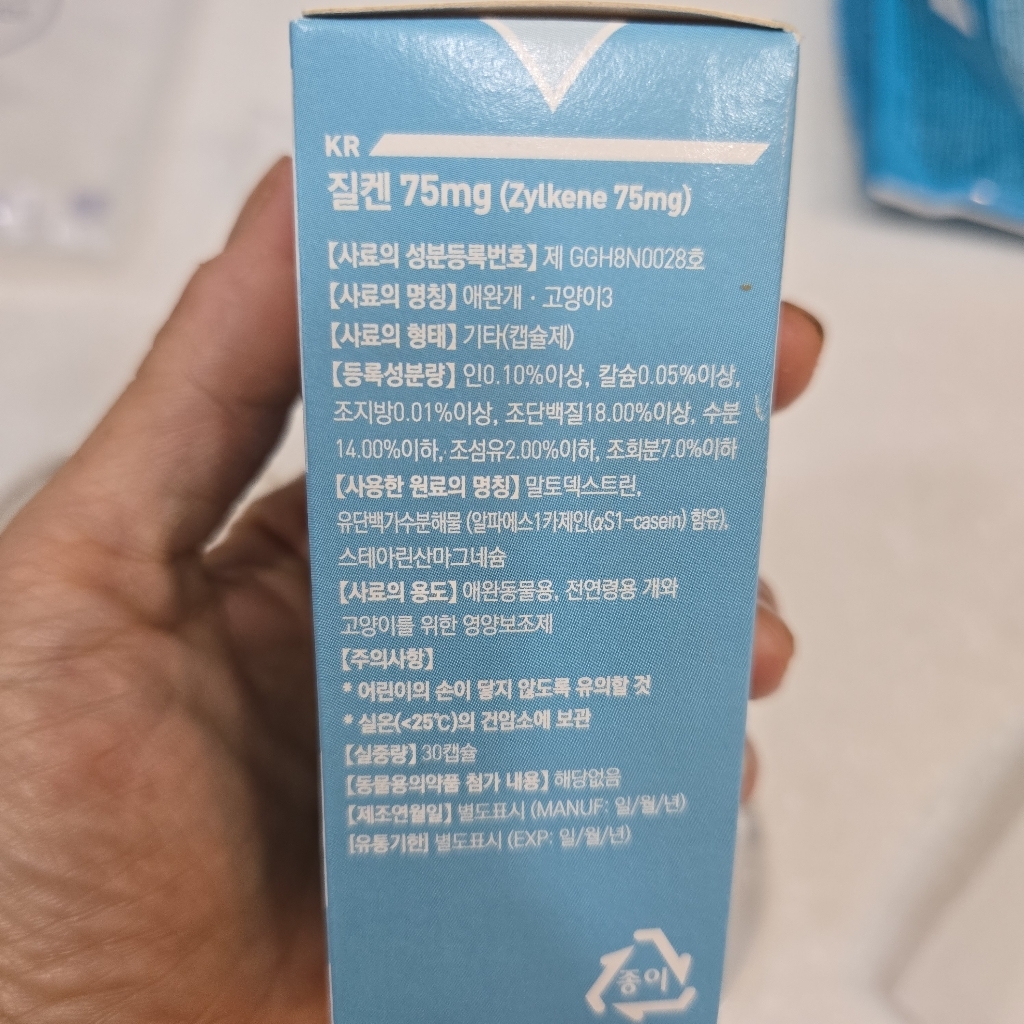 KR
질켄 75mg (Zylkene 75mg)
【사료의 성분등록번호】 제 GGH8N0028호
【사료의 명칭】 애완개 · 고양이3
【사료의 형태】 기타(캡슐제)
【등록성분량】 인0.10%이상, 칼슘0.05%이상,
조지방0.01%이상, 조단백질18.00%이상, 수분
14.00%이하, 조섬유2.00%이하, 조회분7.0%이하
【사용한 원료의 명칭】 말토덱스트린,
유단백가수분해물 (알파에스1카제인(αS1-casein) 함유),
스테아린산마그네슘
【사료의 용도】 애완동물용, 전연령용 개와
고양이를 위한 영양보조제
【주의사항】
* 어린이의 손이 닿지 않도록 유의할 것
* 실온(<25℃)의 건암소에 보관
【실중량】 30캡슐
【동물용의약품 첨가 내용】 해당없음
【제조연월일】 별도표시 (MANUF: 일/월/년)
【유통기한】 별도표시 (EXP: 일/월/년)
종이